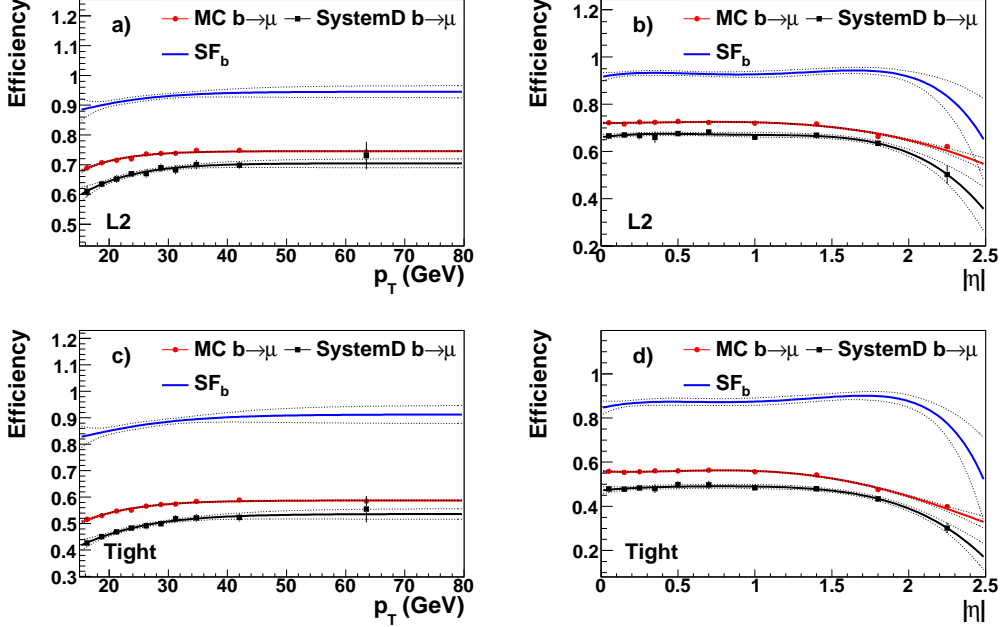 a)
MC b→μ
SystemD b→μ
SF_b
Efficiency
1.2
1.1
1
0.9
0.8
0.7
0.6
0.5
L2
20 30 40 50 60 70 80
p_T (GeV)
b)
MC b→μ
SystemD b→μ
SF_b
Efficiency
1
0.8
0.6
0.4
0.2
L2
0 0.5 1 1.5 2 2.5
|η|
c)
MC b→μ
SystemD b→μ
SF_b
Efficiency
1.2
1.1
1
0.9
0.8
0.7
0.6
0.5
0.4
0.3
Tight
20 30 40 50 60 70 80
p_T (GeV)
d)
MC b→μ
SystemD b→μ
SF_b
Efficiency
1
0.8
0.6
0.4
0.2
Tight
0 0.5 1 1.5 2 2.5
|η|